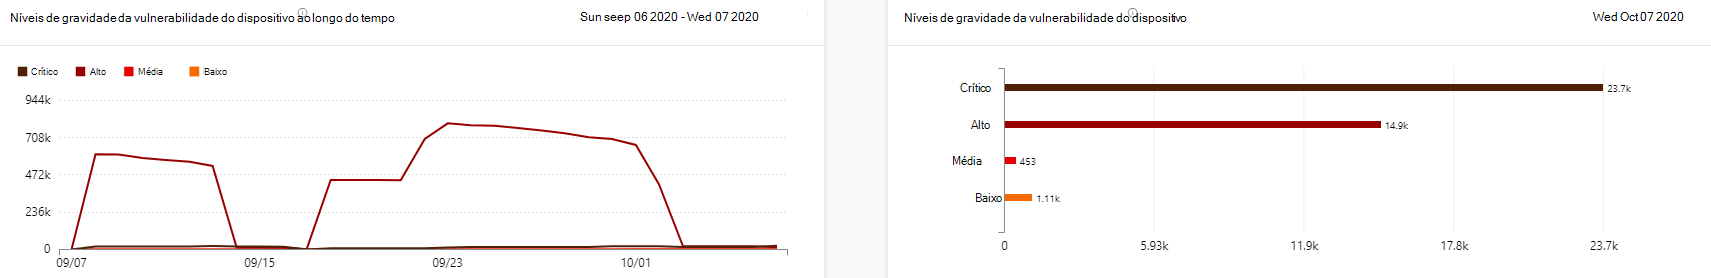 Níveis de gravidade da vulnerabilidade do dispositivo ao longo do tempo
Sun seep 06 2020 - Wed 07 2020
Crítico Alto Média Baixo
944k
708k
472k
236k
0
09/07 09/15 09/23 10/01
Níveis de gravidade da vulnerabilidade do dispositivo
Wed Oct 07 2020
Crítico 23.7k
Alto 14.9k
Média 453
Baixo 1.11k
0 5.93k 11.9k 17.8k 23.7k